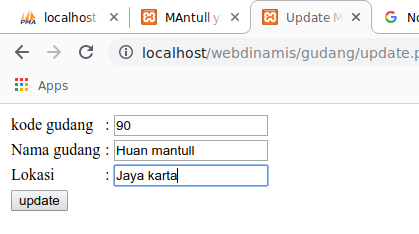 localhost
MAntull y
Update M
No
localhost/webdinamis/gudang/update.p
Apps
kode gudang : 90
Nama gudang : Huan mantull
Lokasi : Jaya karta
update